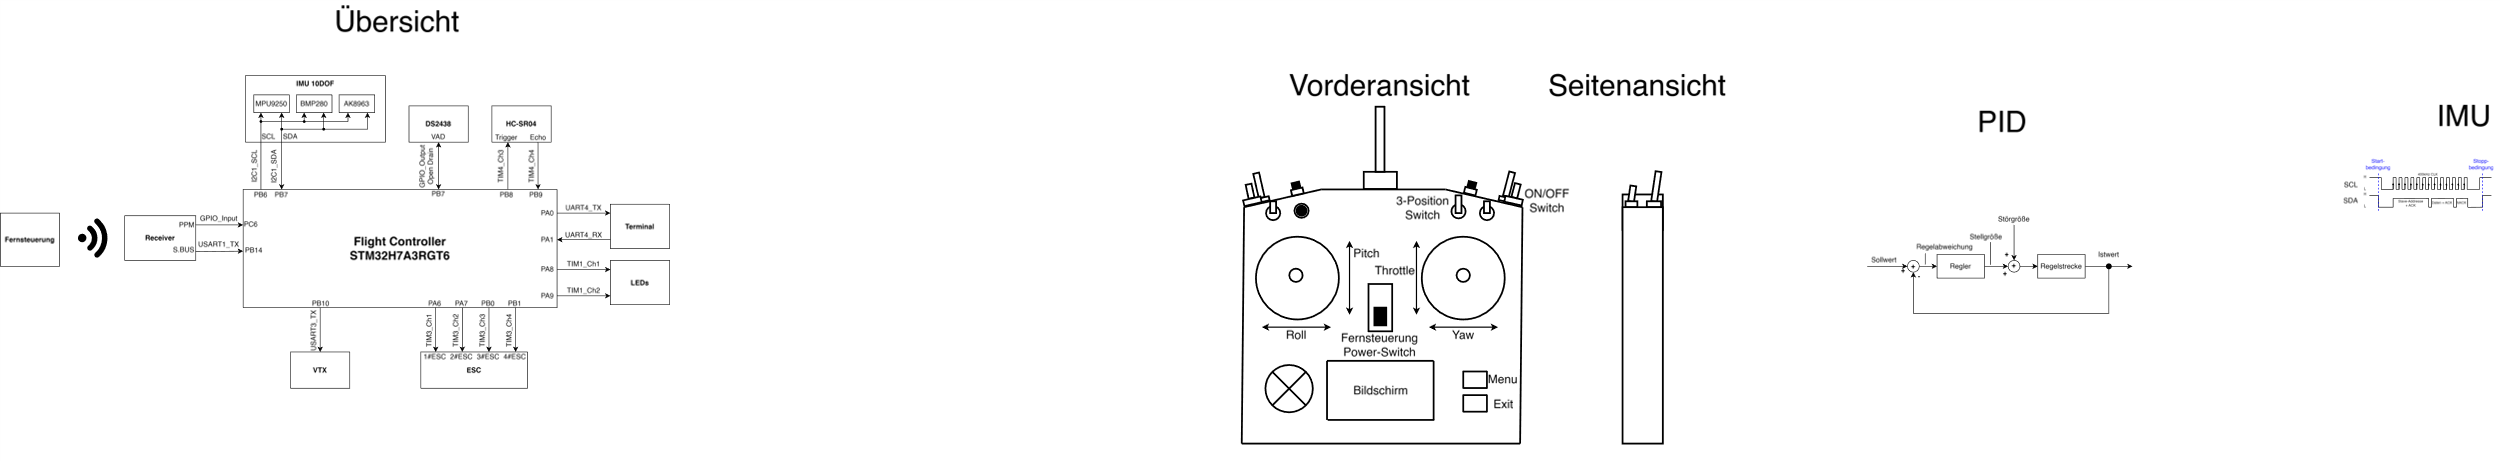 Übersicht
IMU 10DOF
MPU9250
BMP280
AK8963
SCL
SDA
DS2438
VAD
HC-SR04
Trigger
Echo
I2C1_SCL
I2C1_SDA
GPIO_Output
Open Drain
TIM4_Ch3
TIM4_Ch4
PB6
PB7
PB7
PB8
PB9
Fernsteuerung
Receiver
PPM
S.BUS
GPIO_Input
USART1_TX
PC6
PB14
Flight Controller
STM32H7A3RGT6
PA0
UART4_TX
PA1
UART4_RX
Terminal
PA8
TIM1_Ch1
PA9
TIM1_Ch2
LEDs
PB10
PA6
PA7
PB0
PB1
USART3_TX
TIM3_Ch1
TIM3_Ch2
TIM3_Ch3
TIM3_Ch4
VTX
1#ESC
2#ESC
3#ESC
4#ESC
ESC
Vorderansicht
Seitenansicht
3-Position
Switch
ON/OFF
Switch
Pitch
Throttle
Roll
Yaw
Fernsteuerung
Power-Switch
Bildschirm
Menu
Exit
PID
Sollwert
+
+
-
Regelabweichung
Regler
Stellgröße
Störgröße
+
+
+
Regelstrecke
Istwert
IMU
Start-
bedingung
Stopp-
bedingung
SCL
H
L
SDA
H
L